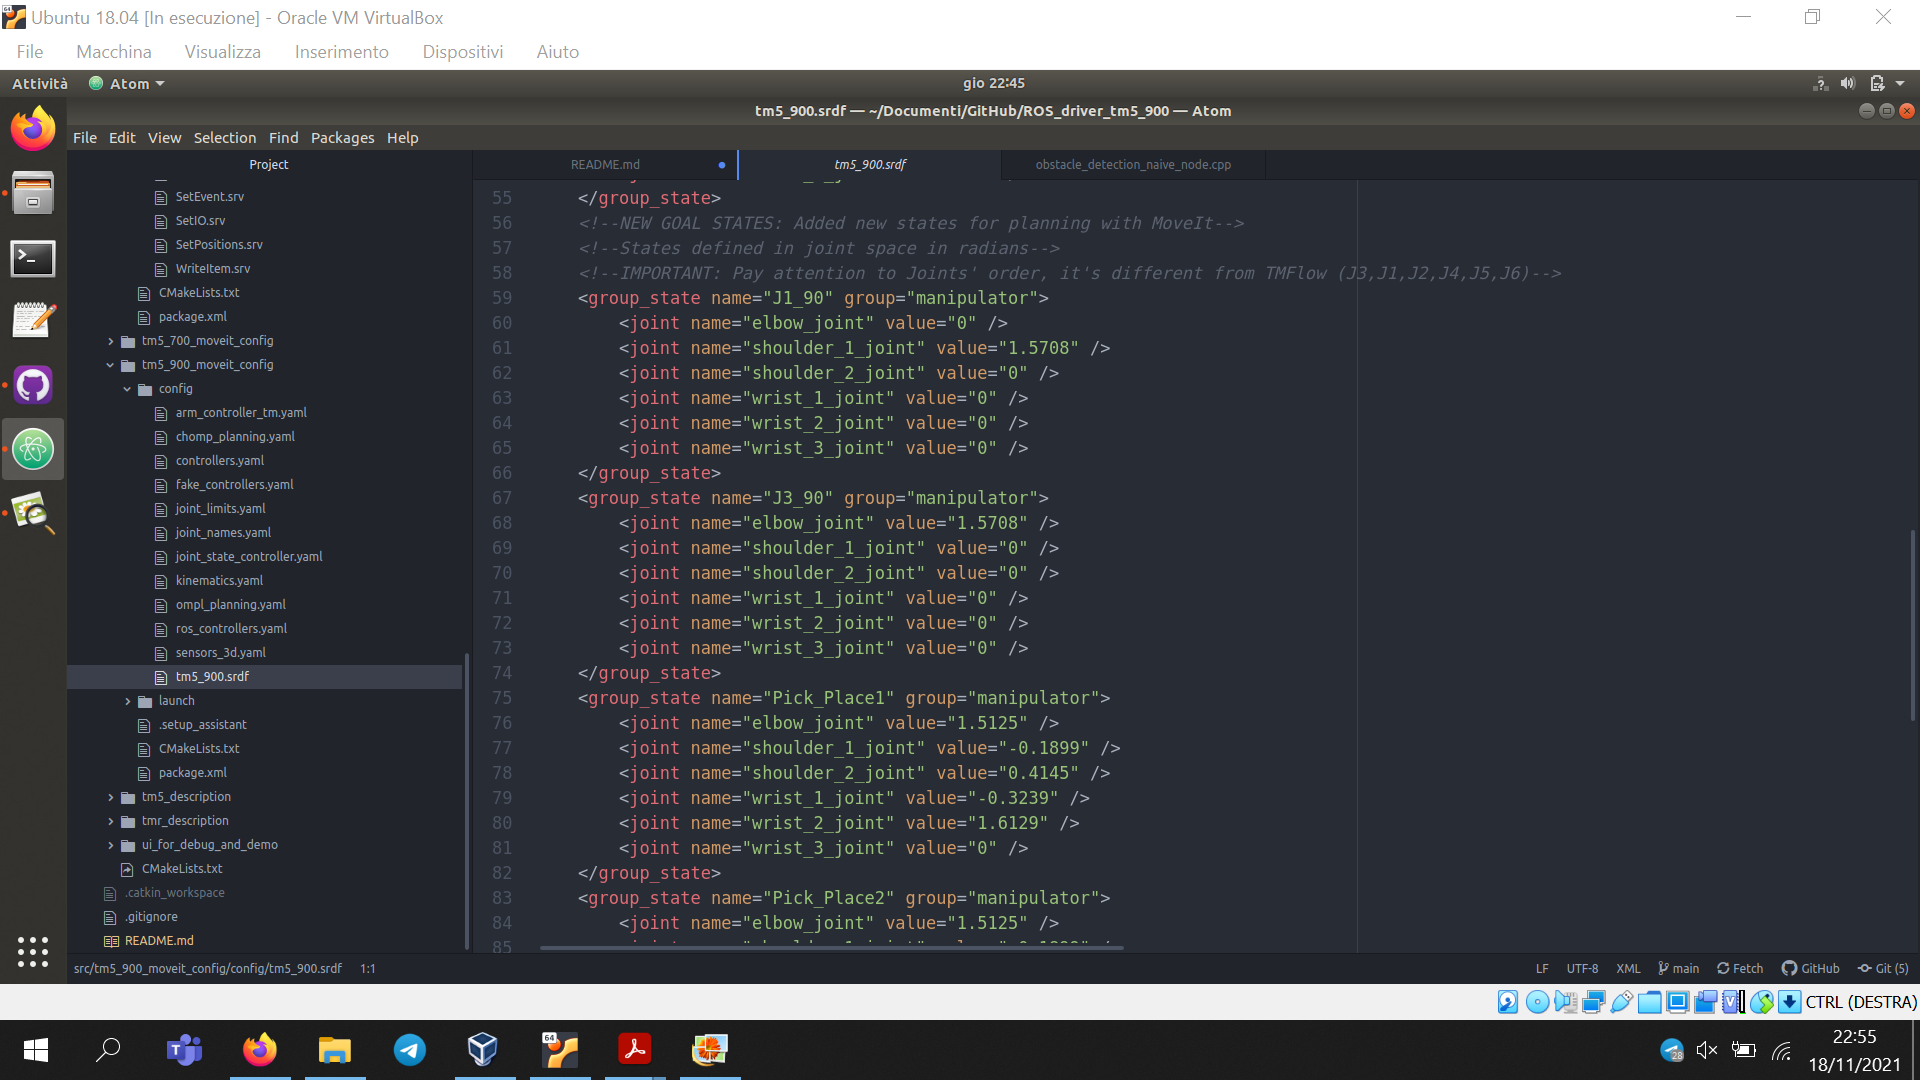 Ubuntu 18.04 [In esecuzione] - Oracle VM VirtualBox
File Macchina Visualizza Inserimento Dispositivi Aiuto
Attività Atom gio 22:45
tm5_900.srdf — ~/Documenti/GitHub/ROS_driver_tm5_900 — Atom
File Edit View Selection Find Packages Help
Project
SetEvent.srv
SetIO.srv
SetPositions.srv
WriteItem.srv
CMakeLists.txt
package.xml
tm5_700_moveit_config
tm5_900_moveit_config
config
arm_controller_tm.yaml
chomp_planning.yaml
controllers.yaml
fake_controllers.yaml
joint_limits.yaml
joint_names.yaml
joint_state_controller.yaml
kinematics.yaml
ompl_planning.yaml
ros_controllers.yaml
sensors_3d.yaml
tm5_900.srdf
launch
.setup_assistant
CMakeLists.txt
package.xml
tm5_description
tmr_description
ui_for_debug_and_demo
CMakeLists.txt
.catkin_workspace
.gitignore
README.md
README.md tm5_900.srdf obstacle_detection_naive_node.cpp
55 </group_state>
56 <!--NEW GOAL STATES: Added new states for planning with MoveIt-->
57 <!--States defined in joint space in radians-->
58 <!--IMPORTANT: Pay attention to Joints' order, it's different from TMFlow (J3,J1,J2,J4,J5,J6)-->
59 <group_state name="J1_90" group="manipulator">
60 <joint name="elbow_joint" value="0" />
61 <joint name="shoulder_1_joint" value="1.5708" />
62 <joint name="shoulder_2_joint" value="0" />
63 <joint name="wrist_1_joint" value="0" />
64 <joint name="wrist_2_joint" value="0" />
65 <joint name="wrist_3_joint" value="0" />
66 </group_state>
67 <group_state name="J3_90" group="manipulator">
68 <joint name="elbow_joint" value="1.5708" />
69 <joint name="shoulder_1_joint" value="0" />
70 <joint name="shoulder_2_joint" value="0" />
71 <joint name="wrist_1_joint" value="0" />
72 <joint name="wrist_2_joint" value="0" />
73 <joint name="wrist_3_joint" value="0" />
74 </group_state>
75 <group_state name="Pick_Place1" group="manipulator">
76 <joint name="elbow_joint" value="1.5125" />
77 <joint name="shoulder_1_joint" value="-0.1899" />
78 <joint name="shoulder_2_joint" value="0.4145" />
79 <joint name="wrist_1_joint" value="-0.3239" />
80 <joint name="wrist_2_joint" value="1.6129" />
81 <joint name="wrist_3_joint" value="0" />
82 </group_state>
83 <group_state name="Pick_Place2" group="manipulator">
84 <joint name="elbow_joint" value="1.5125" />
85
src/tm5_900_moveit_config/config/tm5_900.srdf 1:1 LF UTF-8 XML main Fetch GitHub Git (5)
CTRL (DESTRA)
22:55
18/11/2021